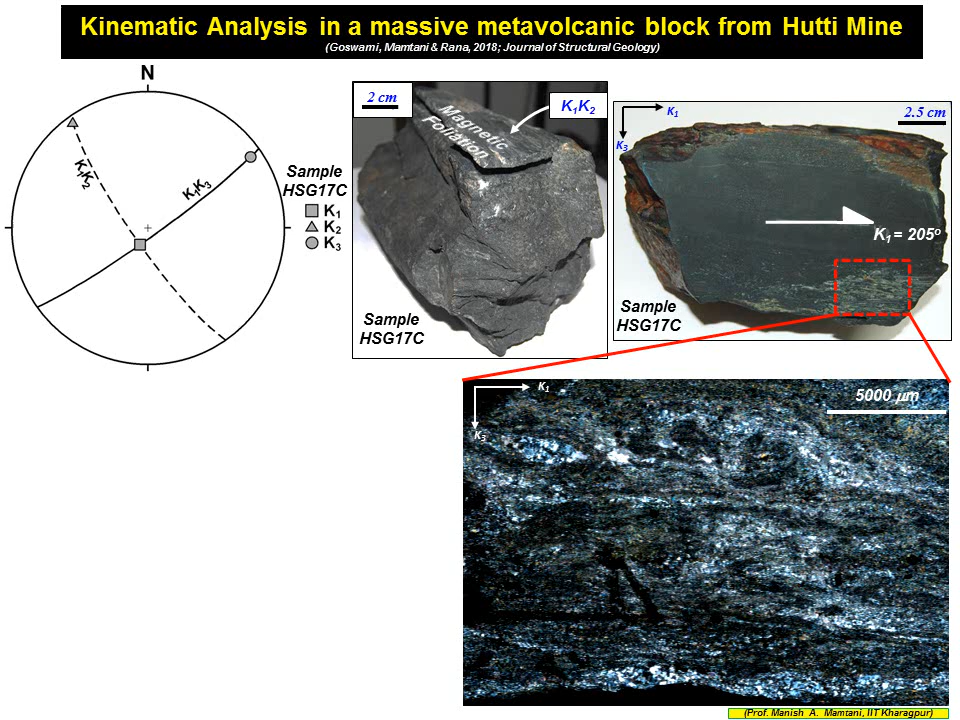 Kinematic Analysis in a massive metavolcanic block from Hutti Mine
(Goswami, Mamtani & Rana, 2018; Journal of Structural Geology)
N
K1K2
K1K3
Sample
HSG17C
K1
K2
K3
2 cm
Magnetic
Foliation
K1K2
Sample
HSG17C
K1
K3
2.5 cm
K1 = 205o
Sample
HSG17C
K1
K3
5000 μm
(Prof. Manish A. Mamtani, IIT Kharagpur)